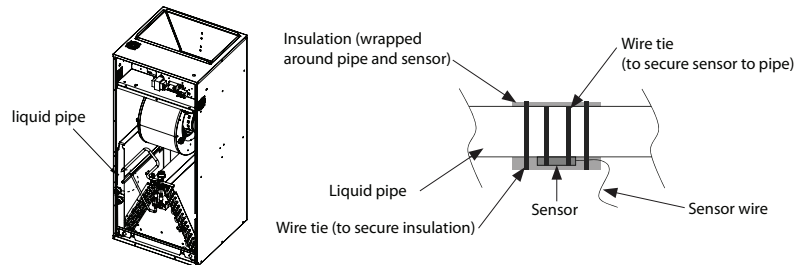 liquid pipe
Insulation (wrapped
around pipe and sensor)
Wire tie
(to secure sensor to pipe)
Liquid pipe
Sensor
Sensor wire
Wire tie (to secure insulation)